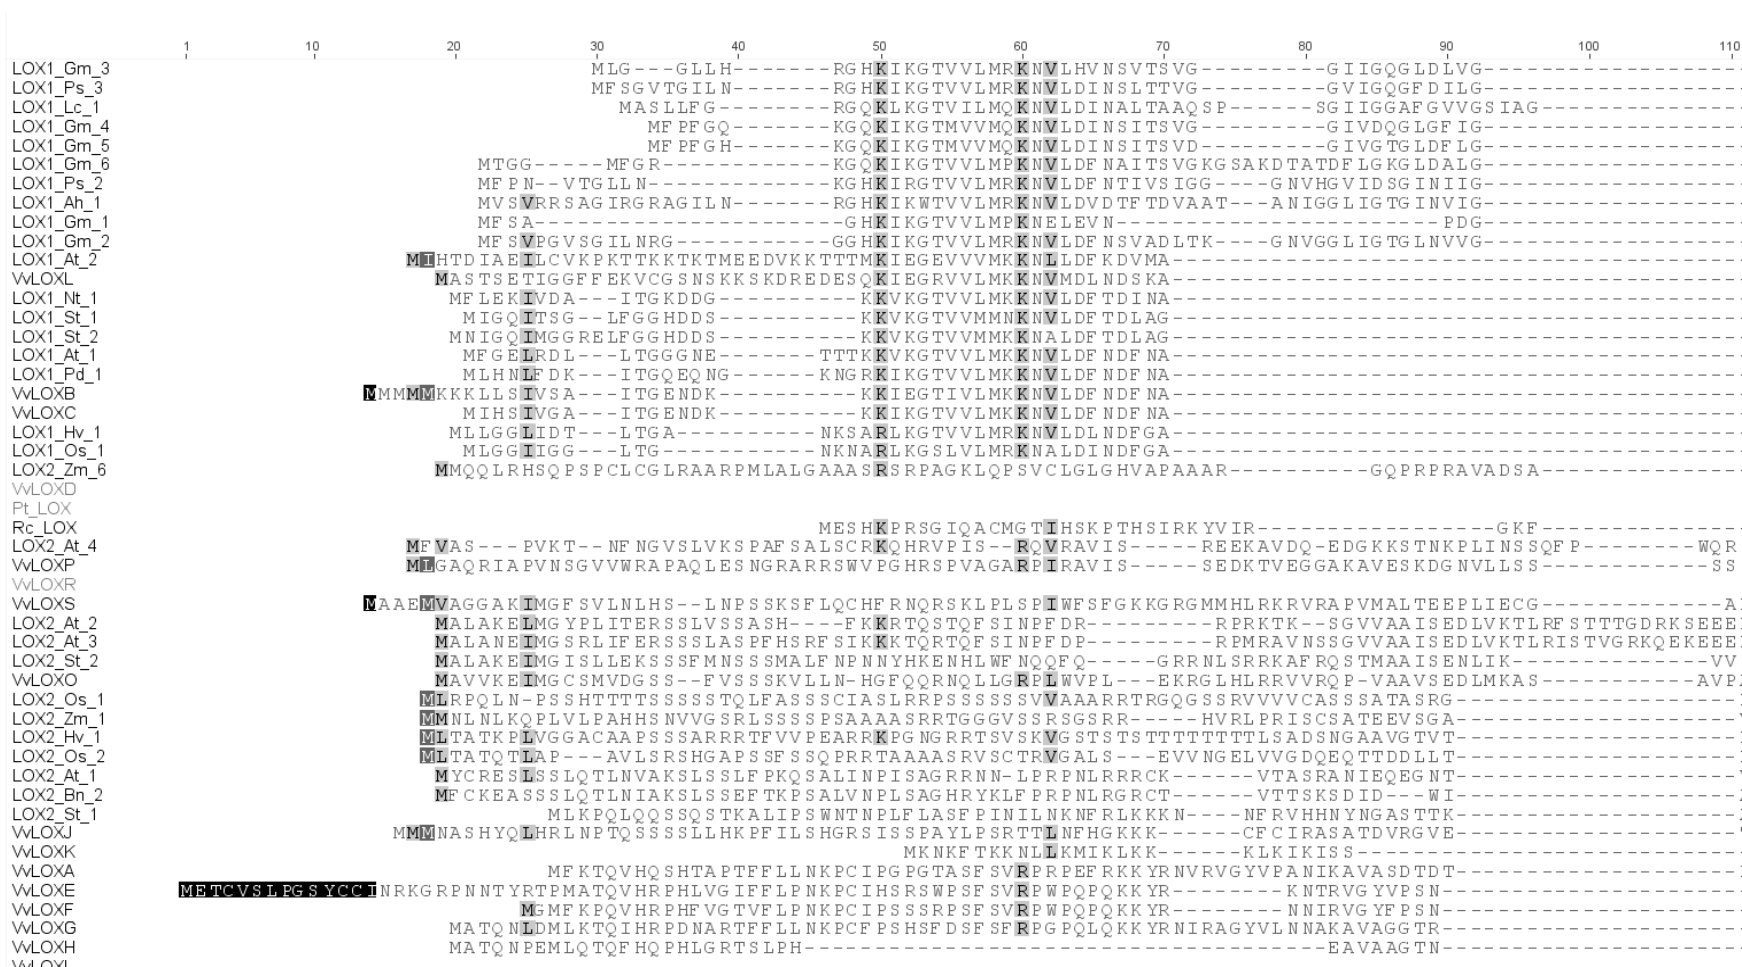 1 10 20 30 40 50 60 70 80 90 100 110
LOX1_Gm_3 MLG---GLLH-------RGHKIKGTVVLMRKNVLHVNSVTSVG---------GIIGQGLDLVG------------------
LOX1_Ps_3 MFSGVTGILN-------RGHKIKGTVVLMRKNVLDINSLTTVG---------GVIGQGFDILG------------------
LOX1_Lc_1 MASLLFG--------RGQKLKGTVILMQKNVLDINALTAAQSP------SGIIGGAFGVVGSIAG--------------
LOX1_Gm_4 MFPFGQ-------KGQKIKGTMVVMQKNVLDINSITSVG---------GIVDQGLGFIG------------------
LOX1_Gm_5 MFPFGH-------KGQKIKGTMVVMQKNVLDINSITSVD---------GIVGTGLDFLG------------------
LOX1_Gm_6 MTGG-----MFGR------------KGQKIKGTVVLMPKNVLDFNAITSVGKGSAKDTATDFLGKGLDALG------------------
LOX1_Ps_2 MFPN--VTGLLN-------------KGHKIRGTVVLMRKNVLDFNTIVSIGG----GNVHGVIDSGINIIG------------------
LOX1_Ah_1 MVSVRRSAGIRGRAGILN-------RGHKIKWTVVLMRKNVLDVDTFTDVAAT---ANIGGLIGTGINVIG------------------
LOX1_Gm_1 MFSA----------------------GHKIKGTVVLMPKNELEVN-----------------------PDG------------------
LOX1_Gm_2 MFSVPGVSGILNRG-----------GGHKIKGTVVLMRKNVLDFNSVADLTK----GNVGGLIGTGLNVVG------------------
LOX1_At_2 MIHTDIAEILCVKPKTTKKTKTMEEDVKKTTTMKIEGEVVVMKNLLDFKDVMA----------------------------------------
VvLOXL MASTSETIGGFFEKVCGSNSKKSKDREDESQKIEGRVVLMKKNVMDLNDSKA----------------------------------------
LOX1_Nt_1 MFLEKIVDA---ITGKDDG----------KKVKGTVVLMKKNVLDFTDINA----------------------------------------
LOX1_St_1 MIGQITSG--LFGGHDDS----------KKVKGTVVMMNKNVLDFTDLAG----------------------------------------
LOX1_St_2 MNIGQIMGGRELFGGHDDS----------KKVKGTVVMMKKNALDFTDLAG----------------------------------------
LOX1_At_1 MFGELRDL---LTGGGNE-------TTTKKVKGTVVLMKKNVLDFNDFNA----------------------------------------
LOX1_Pd_1 MLHNLFDK---ITGQEQNG------KNGRKIKGTVVLMKKNVLDFNDFNA----------------------------------------
VvLOXB MMMMMKKKLLSIVSA---ITGENDK----------KKIEGTIVLMKKNVLDFNDFNA----------------------------------------
VvLOXC MIHSIVGA---ITGENDK----------KKIKGTVVLMKKNVLDFNDFNA----------------------------------------
LOX1_Hv_1 MLLGGLIDT---LTGA----------NKSARLKGTVVLMRKNVLDLNDFGA----------------------------------------
LOX1_Os_1 MLGGIIGG---LTG-----------NKNARLKGSLVLMRKNALDINDFGA----------------------------------------
LOX2_Zm_6 MMQQLRHSQPSPCLCGLRAARPMLALGAAASRSRPAGKLQPSVCLGLGHVAPAAAR----------GQPRPRAVADSA--------------
VvLOXD
Pt_LOX
Rc_LOX MESHKPRSGIQACMGTIHSKPTHSIRKYVIR-----------------GKF--------------
LOX2_At_4 MFVAS---PVKT--NFNGVSLVKSPAFSALSCRKQHRVPIS--RQVRAVIS------REEKAVDQ-EDGKKSTNKPLINSSQFP--------WQR
VvLOXP MLGAQRIAPVNSGVVWRAPAQLESNGRARRSWVPGHRSPVAGARPIRAVISS------SEDKTVEGGAKAVESKDGNVLLSS----------SS
VvLOXR
VvLOXS MAAEMVAGGAKIMGFSVLNLHS--LNPSSKSFLQCHFRNQRSKLPLSPIWFSFGKKGRGMMHLRKRVRAPVMALTEEPLIECG-----------A
LOX2_At_2 MALAKELMGYPLITERSSLVSSASH----FKKRTQSTQFSINPFDR---------RPRKTK---SGVVAAISEDLVKTLRFSTTTGDRKSEEE
LOX2_At_3 MALANEIMGSRLIFERSSSLASPFHSRFSIKKKTQRTQFSINPFDP---------RPMRAVNSSGVVAAISEDLVKTLRISTVGRKQEKEEE
LOX2_St_2 MALAKEIMGISLLEKSSSFMNSSSMALFNPNNYHKENHLWFNQQFQ-----GRRNLSRRKAFRQSTMAAISENLIK--------------VV
VvLOXO MAVVKEIMGCSMVDGSS--FVSSSKVLLN-HGFQQRNQLLGRPLWVPL----EKRGLHLRRVVRQP-VAAVSEDLMKAS-----------AVP
LOX2_Os_1 MLRPQLN-PSSHTTTTSSSSSTQLFASSSCIASLRRPSSSSSSVVAAARRTRGQGSSRVVVVCASSSATASRG--------------------
LOX2_Zm_1 MMNLNLKQPLVLPAHHSNVVGSRLSSSSPSAAAASRRTGGGVSSRSGSRR-----HVRLPRISCSATEEVSGA--------------------
LOX2_Hv_1 MLTATKPLVGGACAAPSSSARRRTFVVPEARRKPGNGRRTSVSKVGSTSTSTTTTTTTTLSADSNGAAVGTVT--------------------
LOX2_Os_2 MLTATQTLAP---AVLSRSHGAPSSFSSQPRRTAAAASRVSCTRVGALS-----EVVNGELVVGDQEQTTDDLLT--------------------
LOX2_At_1 MYCRESLSSLQTLNVAKSLSSLFPKQSALINPISAGRRNN-LPRPNLRRRCK------VTASRANIEQEGNT--------------------
LOX2_Bn_2 MFCKEASSSLQTLNIAKSLSSEFTKPSALVNPLSAGHRYKLFPRPNLRGRCT------VTTSKSDID---WI--------------------
LOX2_St_1 MLKPQLQQSSQSTKALIPSWNTNPLFLASFPINILNKNFRLKKKN----NFRVHHNYNGASTTK--------------------
VvLOXJ MMMNASHYQLHRLNPTQSSSSLLHKPFILSHGRSISSPAYLPSRTTLNFHGKKK------CFCIRASATDVRGVE--------------------
VvLOXK MKNKFTKKNLLKMIKLKK------KLKIKISS---------------------------
VvLOXA MFKTQVHQSHTAPTFFLLNKPCIPGPTASFSVRPRPEFRKKYRNVRVGYVPANIKAVASDTDT--------------------
VvLOXE METCVSLPGSYCCINRKGRPNNTYRTPMATQVHRPHLVGIFFLPNKPCIHSRSWPSFSVRPWPQPQKKYR--------KNTRVGYVPSN---------------------
VvLOXF MGMFKPQVHRPHFVGTVFLPNKPCIPSSSRPSFSVRPWPQPQKKYR--------NNIRVGYFPSN---------------------
VvLOXG MATQNLDMLKTQIHRPDNARTFFLLNKPCFPSHSFDSFSFRPGPQLQKKYRNIRAGYVLNNAKAVAVAGGTR---------------------
VvLOXH MATQNPEMLQTQFHQPHLGRTSLPH-------------------------------------EAVAAGTN---------------------